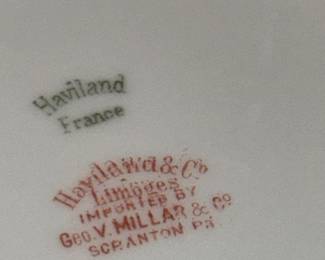 Haviland
France
Haviland & Co
Limoges
IMPORTED BY
GEO. V. MILLAR & CO
SCRANTON PA.